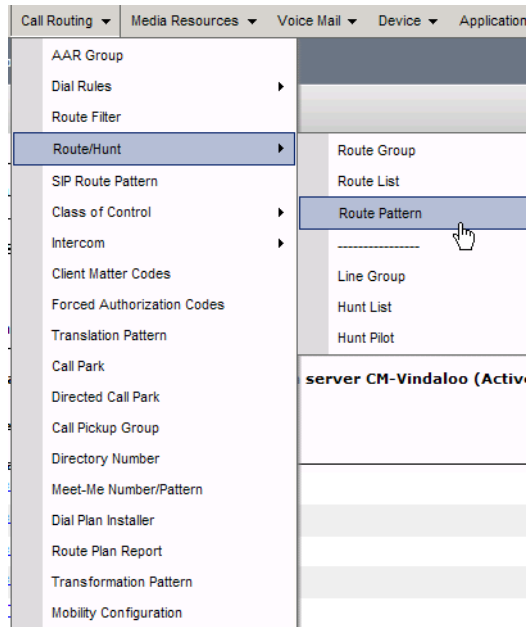 Call Routing Media Resources Voice Mail Device Application
AAR Group
Dial Rules
Route Filter
Route/Hunt
SIP Route Pattern
Class of Control
Intercom
Client Matter Codes
Forced Authorization Codes
Translation Pattern
Call Park
Directed Call Park
Call Pickup Group
Directory Number
Meet-Me Number/Pattern
Dial Plan Installer
Route Plan Report
Transformation Pattern
Mobility Configuration
Route Group
Route List
Route Pattern
----------------
Line Group
Hunt List
Hunt Pilot
server CM-Vindaloo (Active